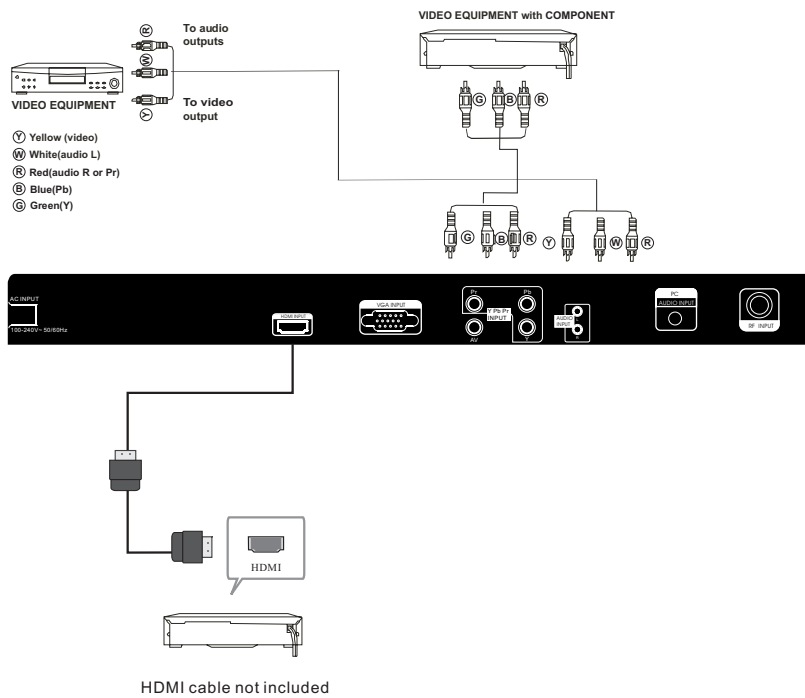 VIDEO EQUIPMENT with COMPONENT
R
To audio
outputs
W
VIDEO EQUIPMENT
To video
output
Y
G B R
Y Yellow (video)
W White(audio L)
R Red(audio R or Pr)
B Blue(Pb)
G Green(Y)
G B R
Y W R
AC INPUT
100-240V~ 50/60Hz
HDMI INPUT
VGA INPUT
Pr Pb
Y Pb Pr
INPUT
AV Y
AUDIO
INPUT
L
R
PC
AUDIO INPUT
RF INPUT
HDMI
HDMI cable not included